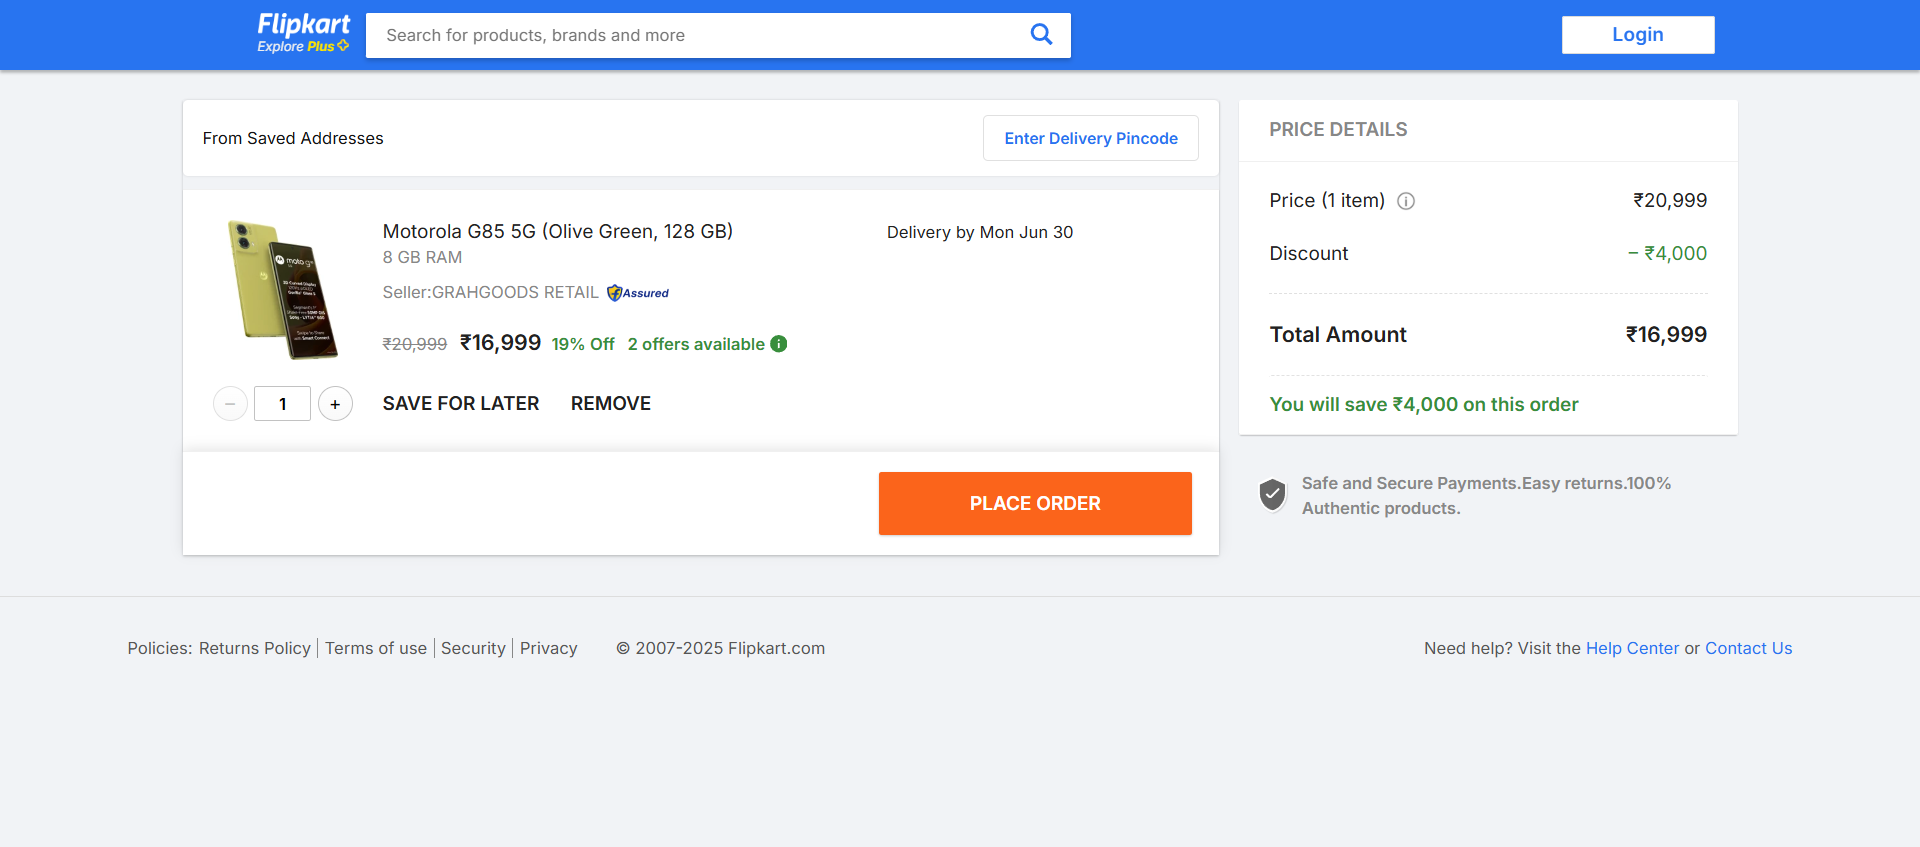 Flipkart
Explore Plus
Search for products, brands and more
Login
From Saved Addresses
Enter Delivery Pincode
Motorola G85 5G (Olive Green, 128 GB)
8 GB RAM
Seller:GRAHGOODS RETAIL
Assured
₹20,999 ₹16,999 19% Off 2 offers available
Delivery by Mon Jun 30
moto g85
− 1 +
SAVE FOR LATER
REMOVE
PLACE ORDER
PRICE DETAILS
Price (1 item) ₹20,999
Discount − ₹4,000
Total Amount ₹16,999
You will save ₹4,000 on this order
Safe and Secure Payments.Easy returns.100%
Authentic products.
Policies: Returns Policy | Terms of use | Security | Privacy © 2007-2025 Flipkart.com
Need help? Visit the Help Center or Contact Us